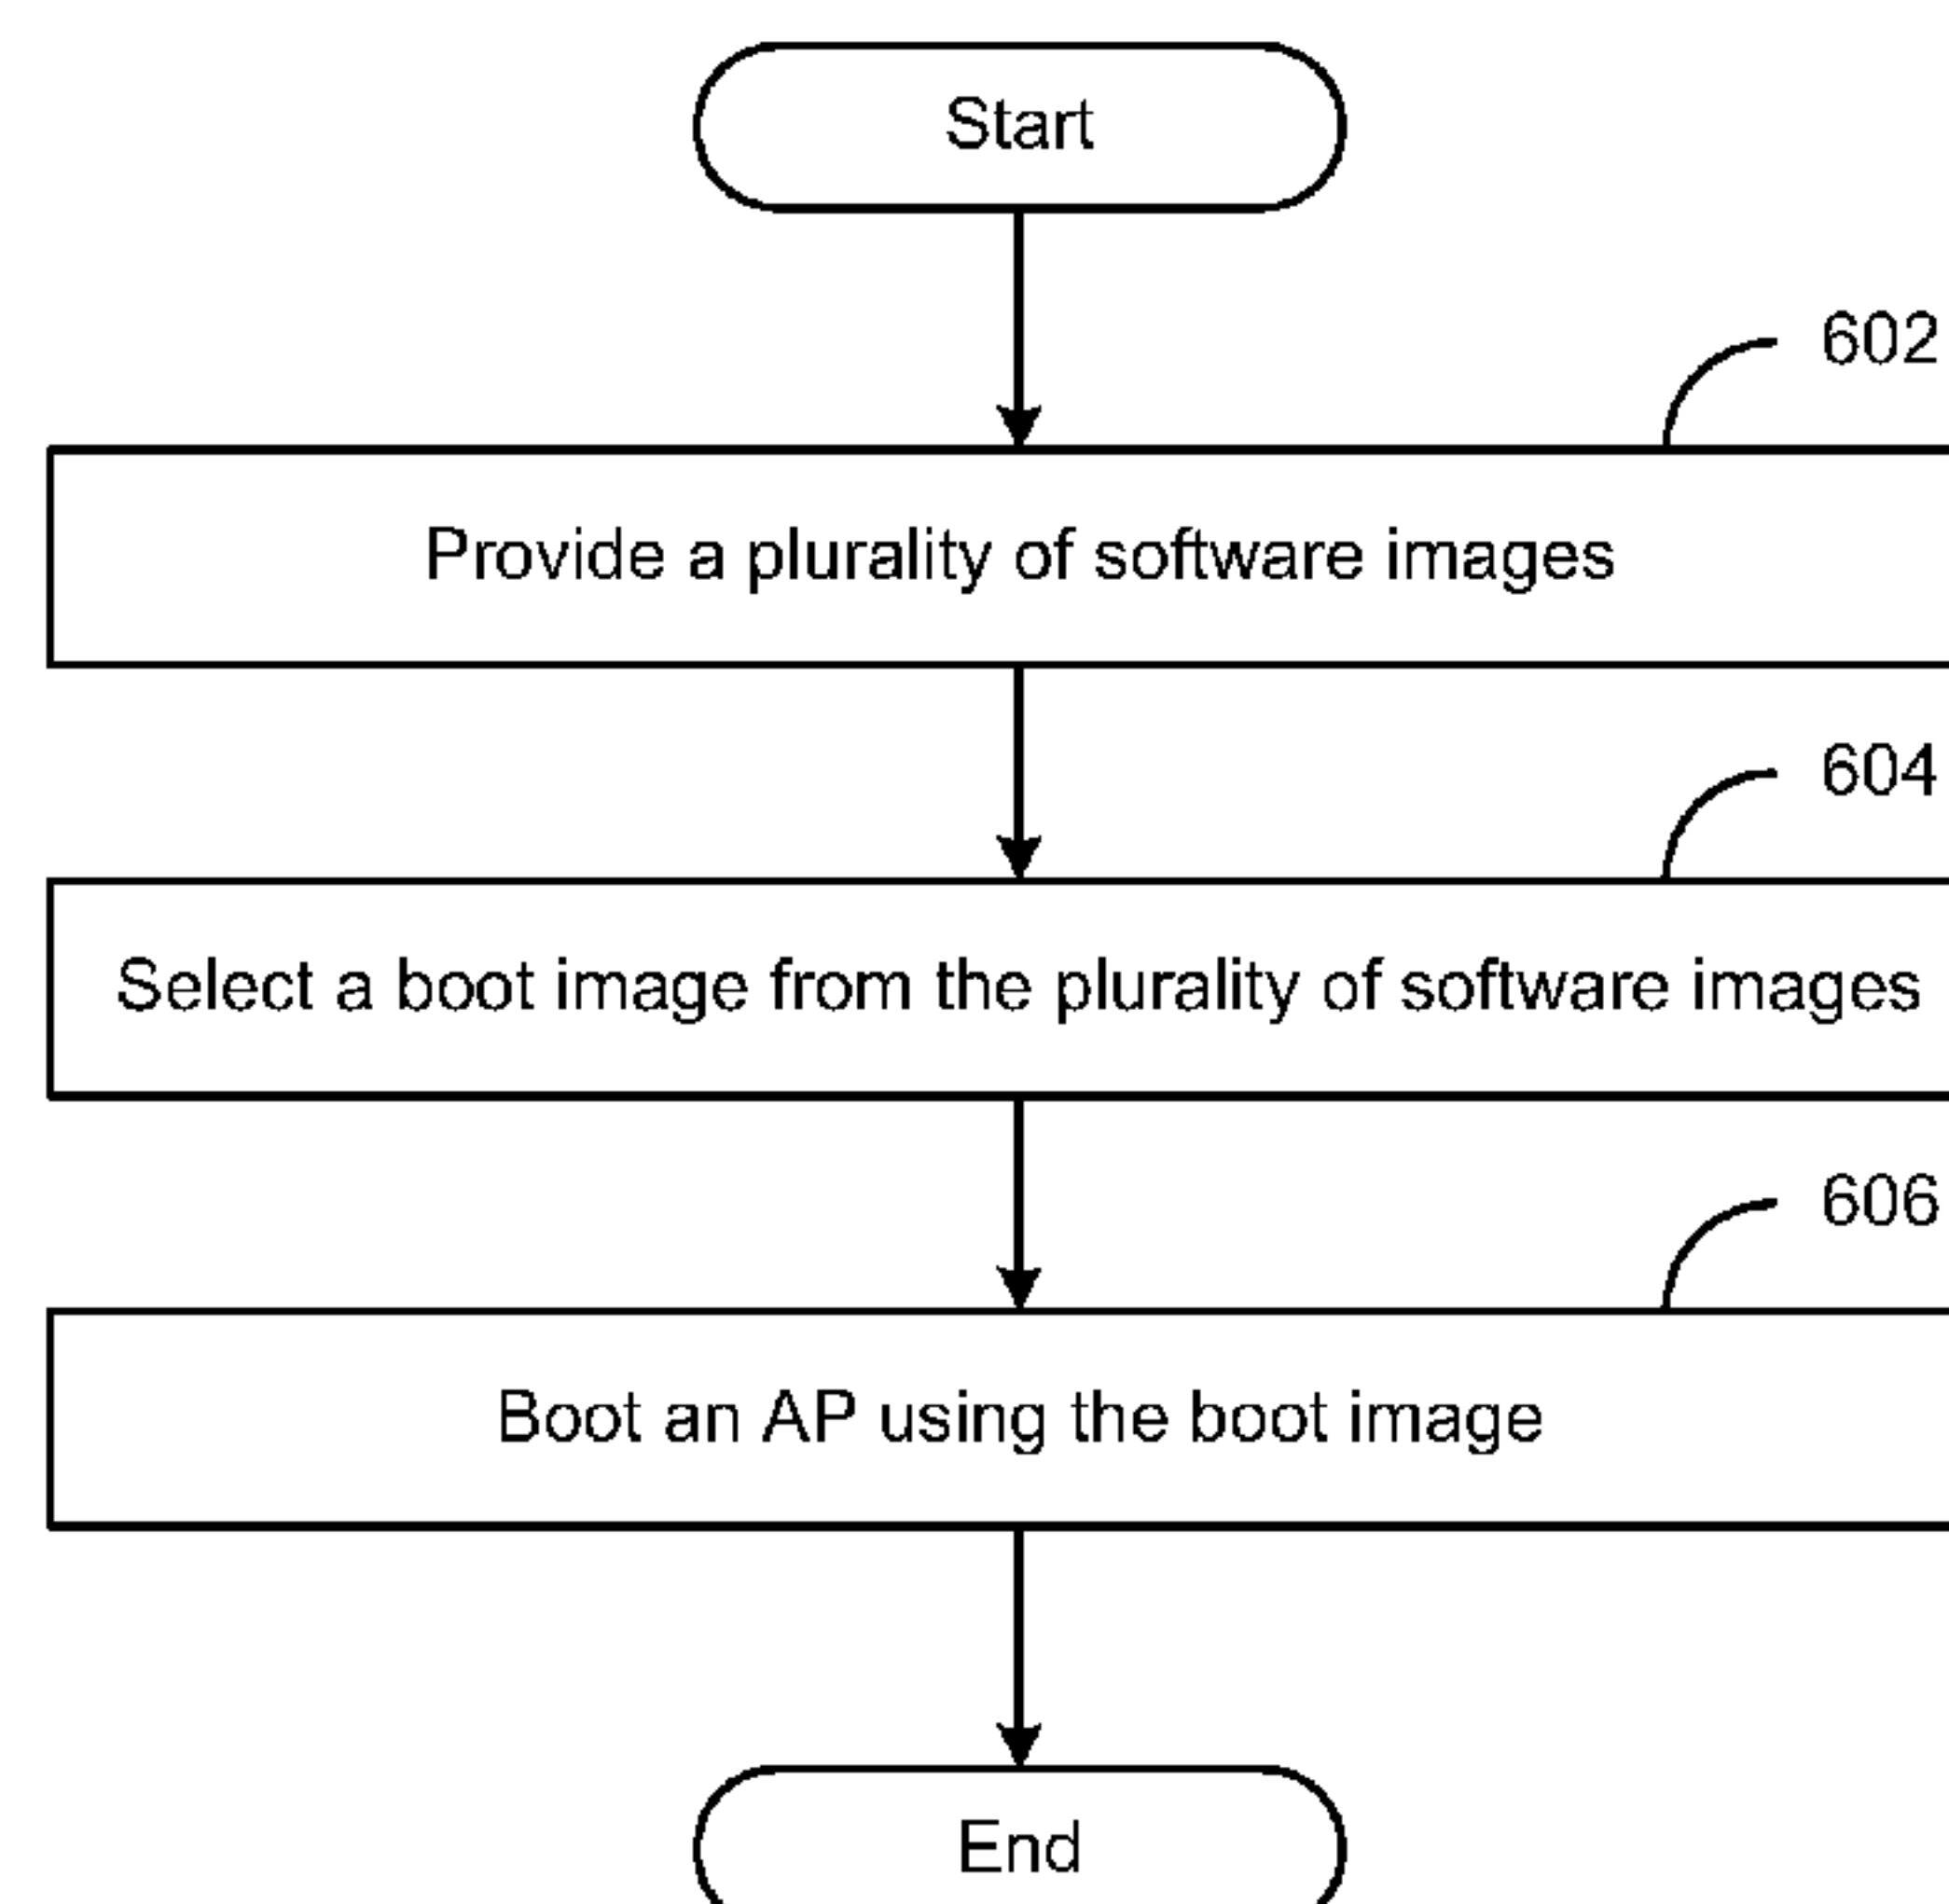 Start
602
Provide a plurality of software images
604
Select a boot image from the plurality of software images
606
Boot an AP using the boot image
End